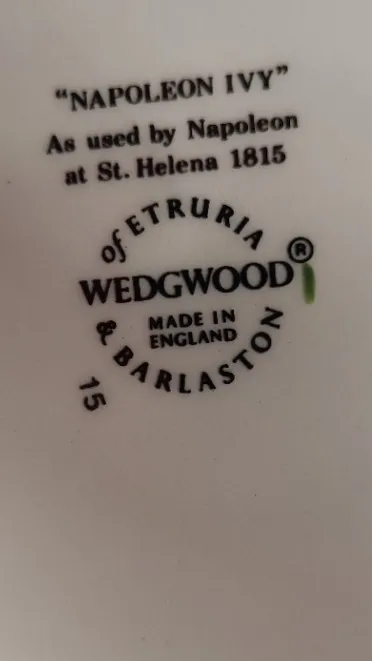 "NAPOLEON IVY"
As used by Napoleon
at St. Helena 1815
of ETRURIA
WEDGWOOD®
MADE IN
ENGLAND
& BARLASTON
15